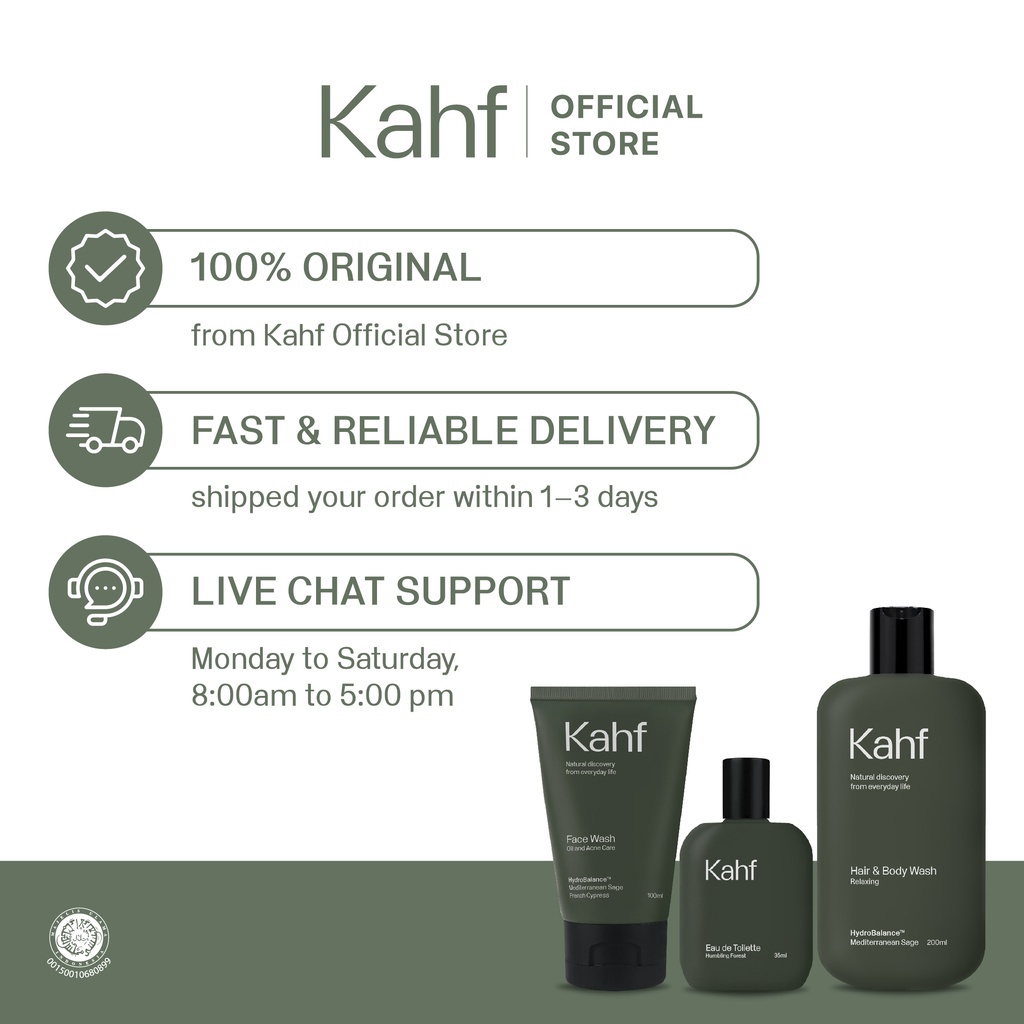 Kahf
OFFICIAL
STORE
100% ORIGINAL
from Kahf Official Store
FAST & RELIABLE DELIVERY
shipped your order within 1–3 days
LIVE CHAT SUPPORT
Monday to Saturday,
8:00am to 5:00 pm
Kahf
Natural discovery
from everyday life
Face Wash
Oil and Acne Care
HydroBalance™
Mediterranean Sage
French Cypress 100ml
Kahf
Eau de Toilette
Humbling Forest 35ml
Kahf
Natural discovery
from everyday life
Hair & Body Wash
Relaxing
HydroBalance™
Mediterranean Sage 200ml
MAJELIS ULAMA
INDONESIA
00150010680899